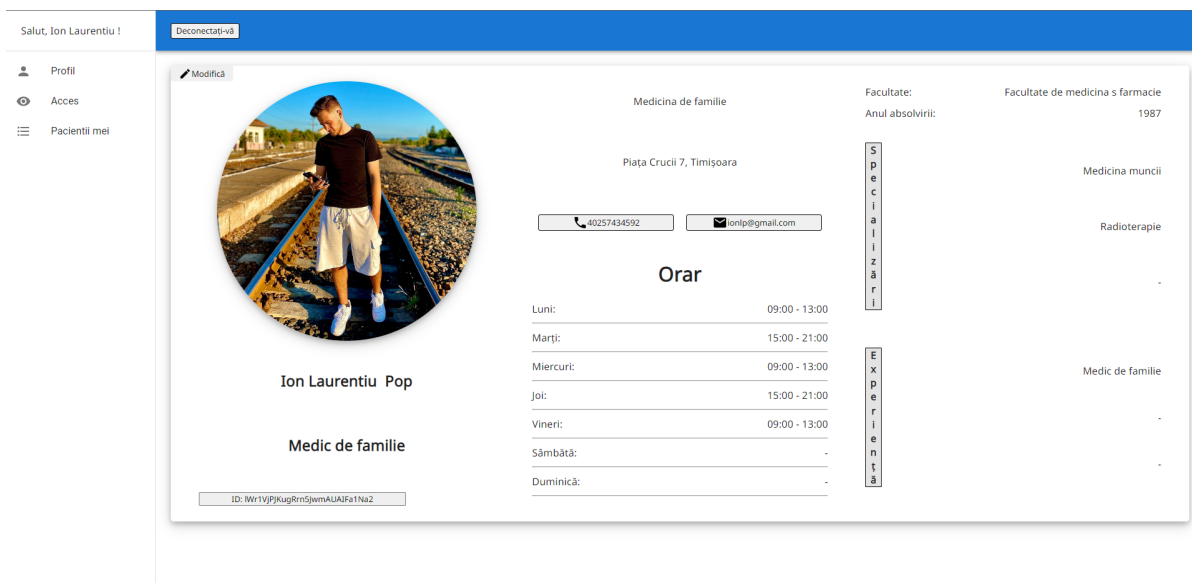 Salut, Ion Laurentiu !
Profil
Acces
Pacientii mei
Deconectați-vă
Modifică
Ion Laurentiu Pop
Medic de familie
ID: lWr1VjPJKugRrn5JwmAUAIFa1Na2
Medicina de familie
Piața Crucii 7, Timișoara
40257434592 ionlp@gmail.com
Orar
Luni: 09:00 - 13:00
Marți: 15:00 - 21:00
Miercuri: 09:00 - 13:00
Joi: 15:00 - 21:00
Vineri: 09:00 - 13:00
Sâmbătă: -
Duminică: -
Facultate: Facultate de medicina s farmacie
Anul absolvirii: 1987
Specializări
Medicina muncii
Radioterapie
-
Experiență
Medic de familie
-
-